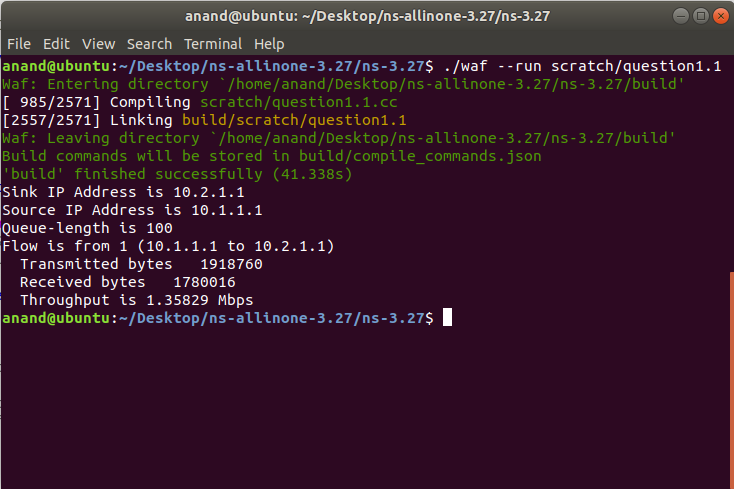 anand@ubuntu: ~/Desktop/ns-allinone-3.27/ns-3.27
File Edit View Search Terminal Help
anand@ubuntu:~/Desktop/ns-allinone-3.27/ns-3.27$ ./waf --run scratch/question1.1
Waf: Entering directory `/home/anand/Desktop/ns-allinone-3.27/ns-3.27/build'
[ 985/2571] Compiling scratch/question1.1.cc
[2557/2571] Linking build/scratch/question1.1
Waf: Leaving directory `/home/anand/Desktop/ns-allinone-3.27/ns-3.27/build'
Build commands will be stored in build/compile_commands.json
'build' finished successfully (41.338s)
Sink IP Address is 10.2.1.1
Source IP Address is 10.1.1.1
Queue-length is 100
Flow is from 1 (10.1.1.1 to 10.2.1.1)
  Transmitted bytes   1918760
  Received bytes   1780016
  Throughput is 1.35829 Mbps
anand@ubuntu:~/Desktop/ns-allinone-3.27/ns-3.27$